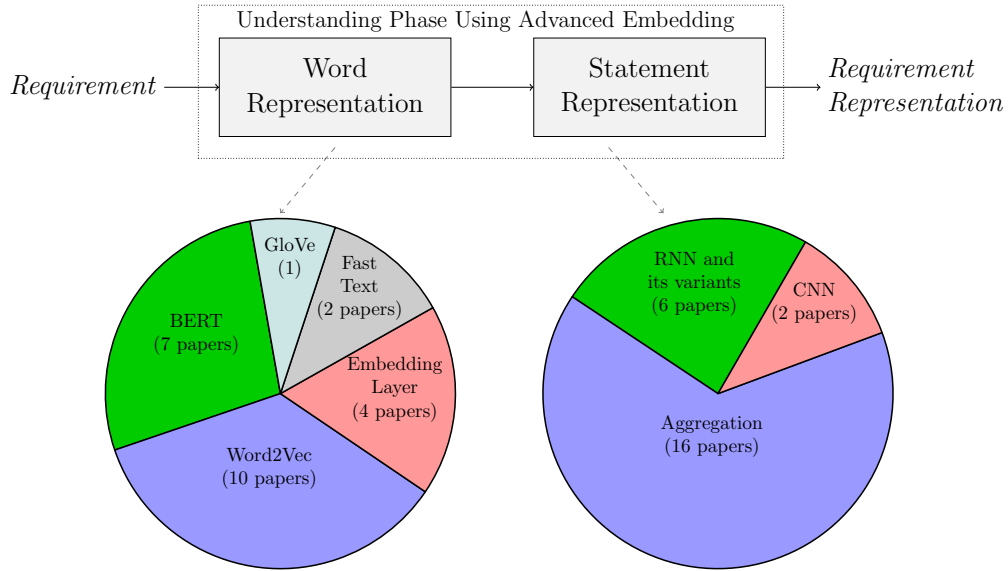 Understanding Phase Using Advanced Embedding
Requirement
Word
Representation
Statement
Representation
Requirement
Representation
GloVe
(1)
Fast
Text
(2 papers)
BERT
(7 papers)
Embedding
Layer
(4 papers)
Word2Vec
(10 papers)
RNN and
its variants
(6 papers)
CNN
(2 papers)
Aggregation
(16 papers)